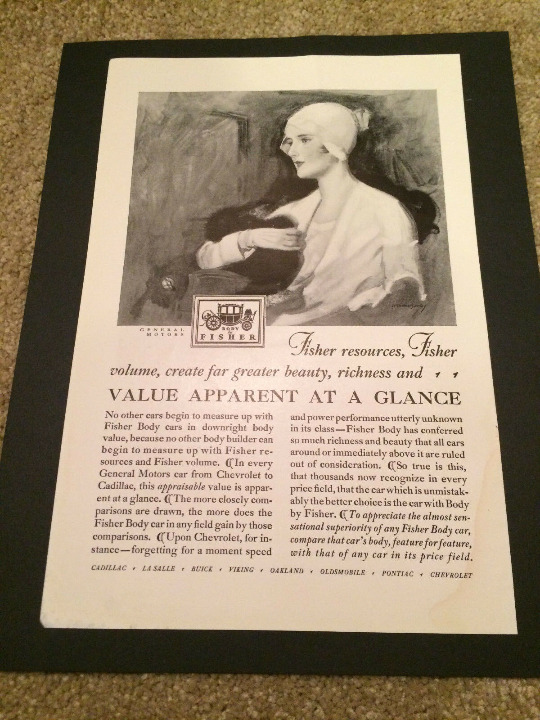 GENERAL
MOTORS
BODY
by
FISHER
Fisher resources, Fisher
volume, create far greater beauty, richness and
VALUE APPARENT AT A GLANCE
No other cars begin to measure up with
Fisher Body cars in downright body
value, because no other body builder can
begin to measure up with Fisher re-
sources and Fisher volume. ⁋In every
General Motors car from Chevrolet to
Cadillac, this appraisable value is appar-
ent at a glance. ⁋The more closely com-
parisons are drawn, the more does the
Fisher Body car in any field gain by those
comparisons. ⁋Upon Chevrolet, for in-
stance—forgetting for a moment speed
and power performance utterly unknown
in its class—Fisher Body has conferred
so much richness and beauty that all cars
around or immediately above it are ruled
out of consideration. ⁋So true is this,
that thousands now recognize in every
price field, that the car which is unmistak-
ably the better choice is the car with Body
by Fisher. ⁋To appreciate the almost sen-
sational superiority of any Fisher Body car,
compare that car's body, feature for feature,
with that of any car in its price field.
CADILLAC • LA SALLE • BUICK • VIKING • OAKLAND • OLDSMOBILE • PONTIAC • CHEVROLET